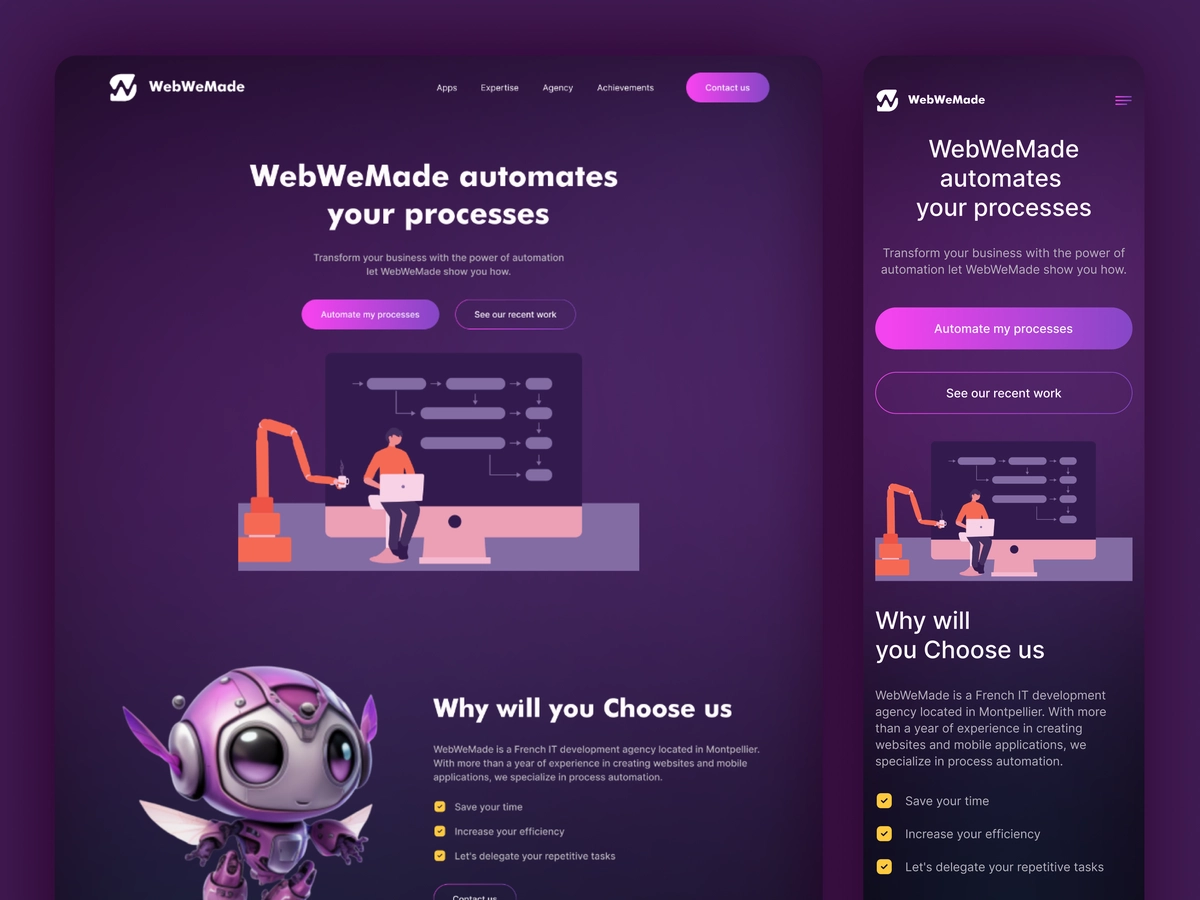 WebWeMade
Apps Expertise Agency Achievements Contact us
WebWeMade automates
your processes
Transform your business with the power of automation
let WebWeMade show you how.
Automate my processes See our recent work
Why will you Choose us
WebWeMade is a French IT development agency located in Montpellier.
With more than a year of experience in creating websites and mobile
applications, we specialize in process automation.
Save your time
Increase your efficiency
Let's delegate your repetitive tasks
Contact us
WebWeMade
WebWeMade
automates
your processes
Transform your business with the power of
automation let WebWeMade show you how.
Automate my processes
See our recent work
Why will
you Choose us
WebWeMade is a French IT development
agency located in Montpellier. With more
than a year of experience in creating
websites and mobile applications, we
specialize in process automation.
Save your time
Increase your efficiency
Let's delegate your repetitive tasks